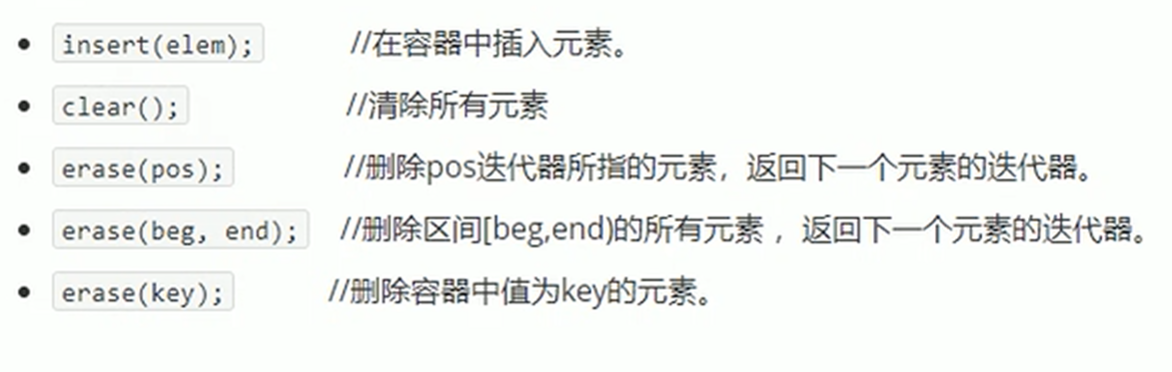 insert(elem); //在容器中插入元素。
clear(); //清除所有元素
erase(pos); //删除pos迭代器所指的元素，返回下一个元素的迭代器。
erase(beg, end); //删除区间[beg,end)的所有元素 ，返回下一个元素的迭代器。
erase(key); //删除容器中值为key的元素。